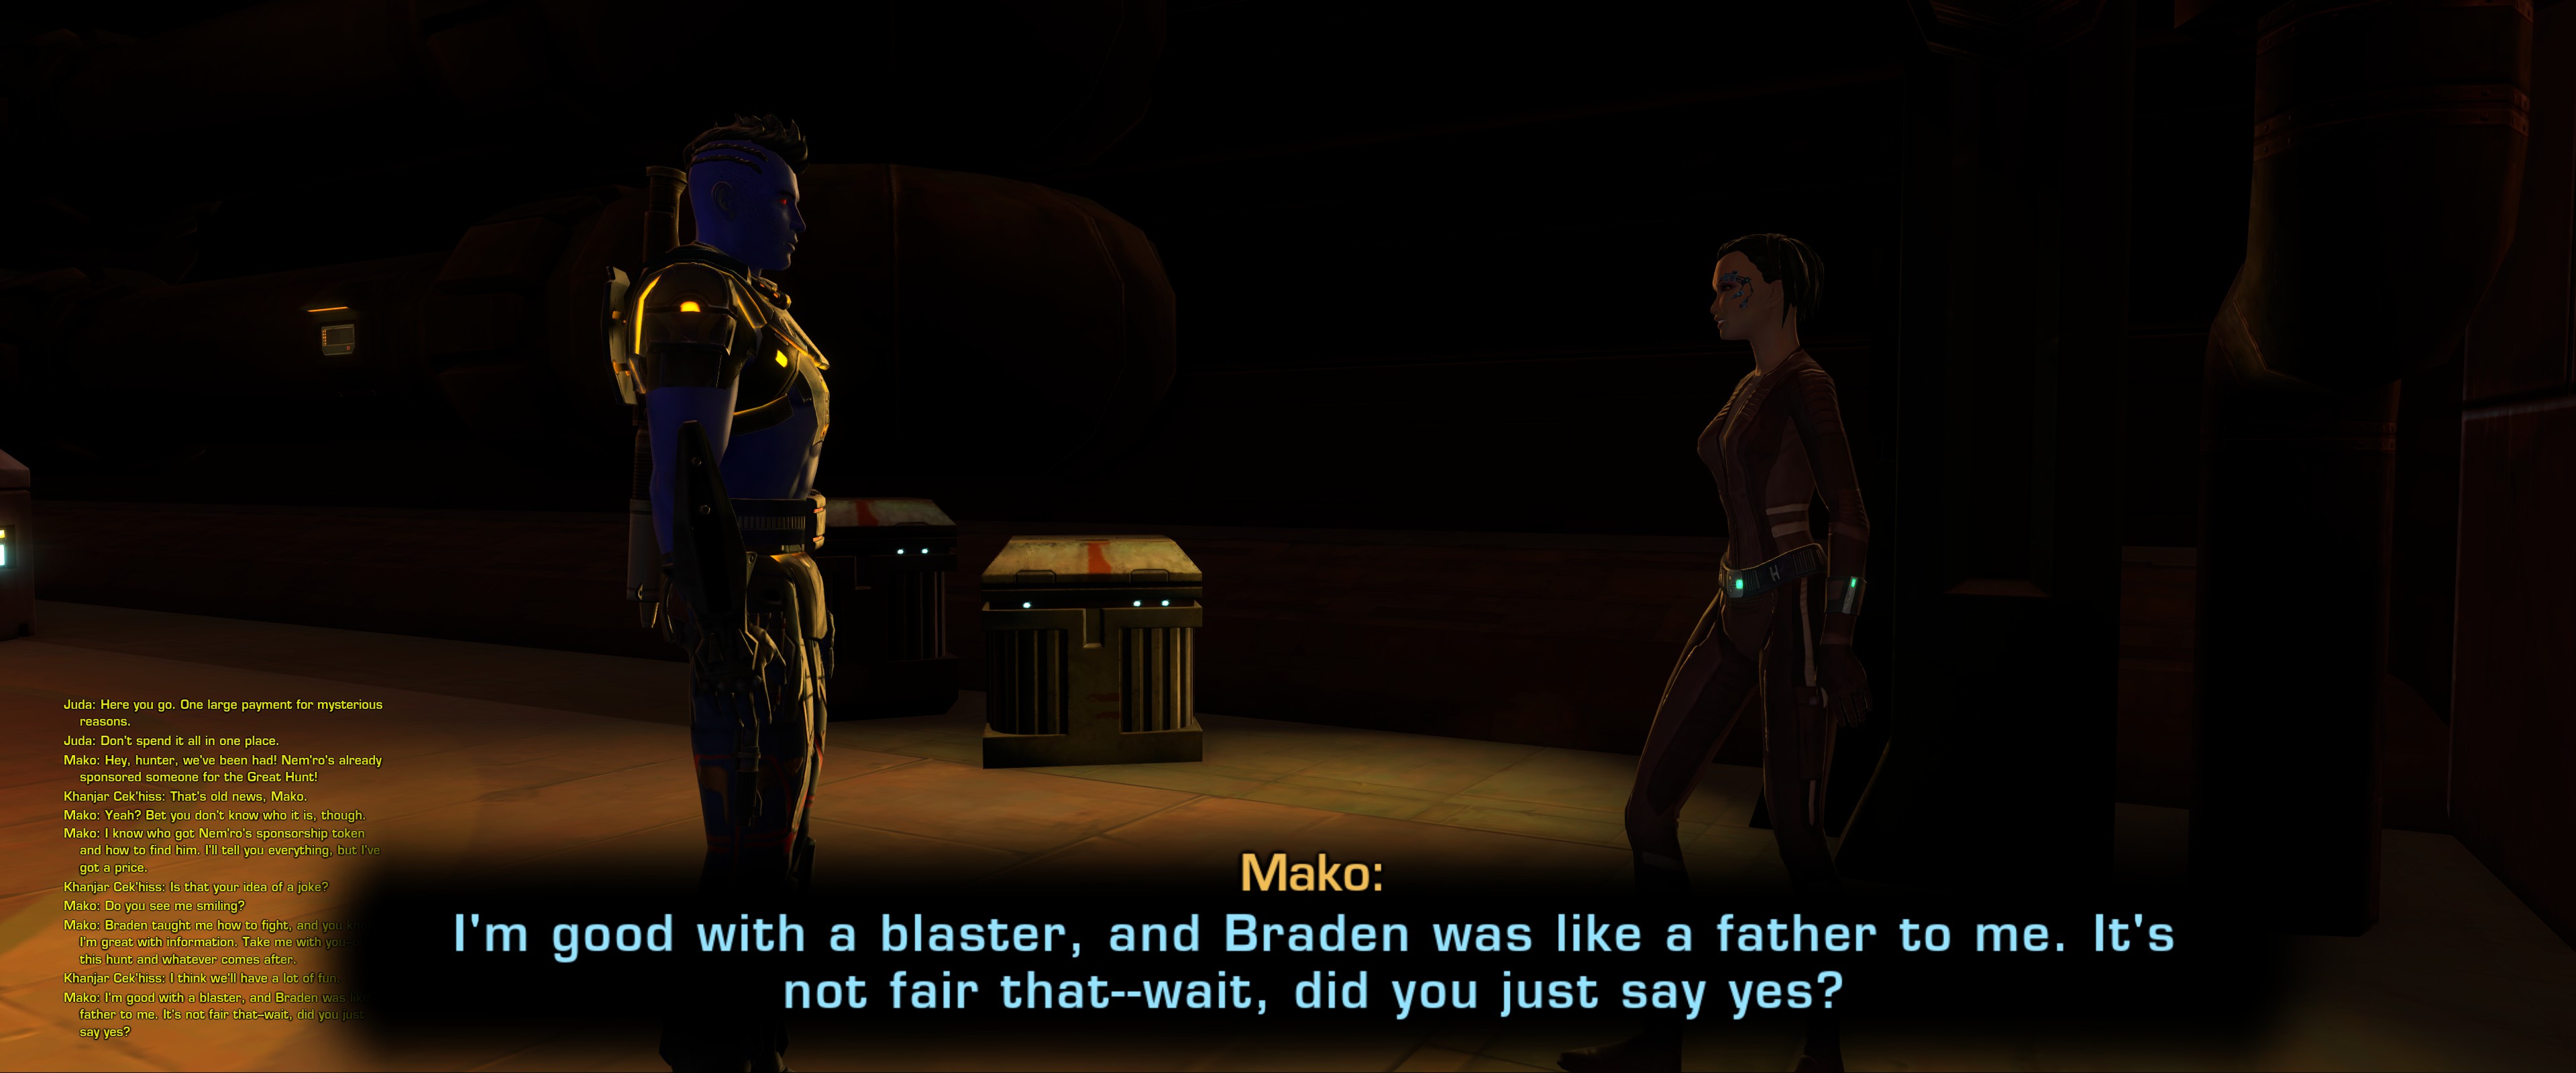 Juda: Here you go. One large payment for mysterious
reasons.
Juda: Don't spend it all in one place.
Mako: Hey, hunter, we've been had! Nem'ro's already
sponsored someone for the Great Hunt!
Khanjar Cek'hiss: That's old news, Mako.
Mako: Yeah? Bet you don't know who it is, though.
Mako: I know who got Nem'ro's sponsorship token
and how to find him. I'll tell you everything, but I've
got a price.
Khanjar Cek'hiss: Is that your idea of a joke?
Mako: Do you see me smiling?
Mako: Braden taught me how to fight, and you
I'm great with information. Take me with you
this hunt and whatever comes after.
Khanjar Cek'hiss: I think we'll have a lot of fun.
Mako: I'm good with a blaster, and Braden was like
father to me. It's not fair that--wait, did you just
say yes?
Mako:
I'm good with a blaster, and Braden was like a father to me. It's
not fair that--wait, did you just say yes?